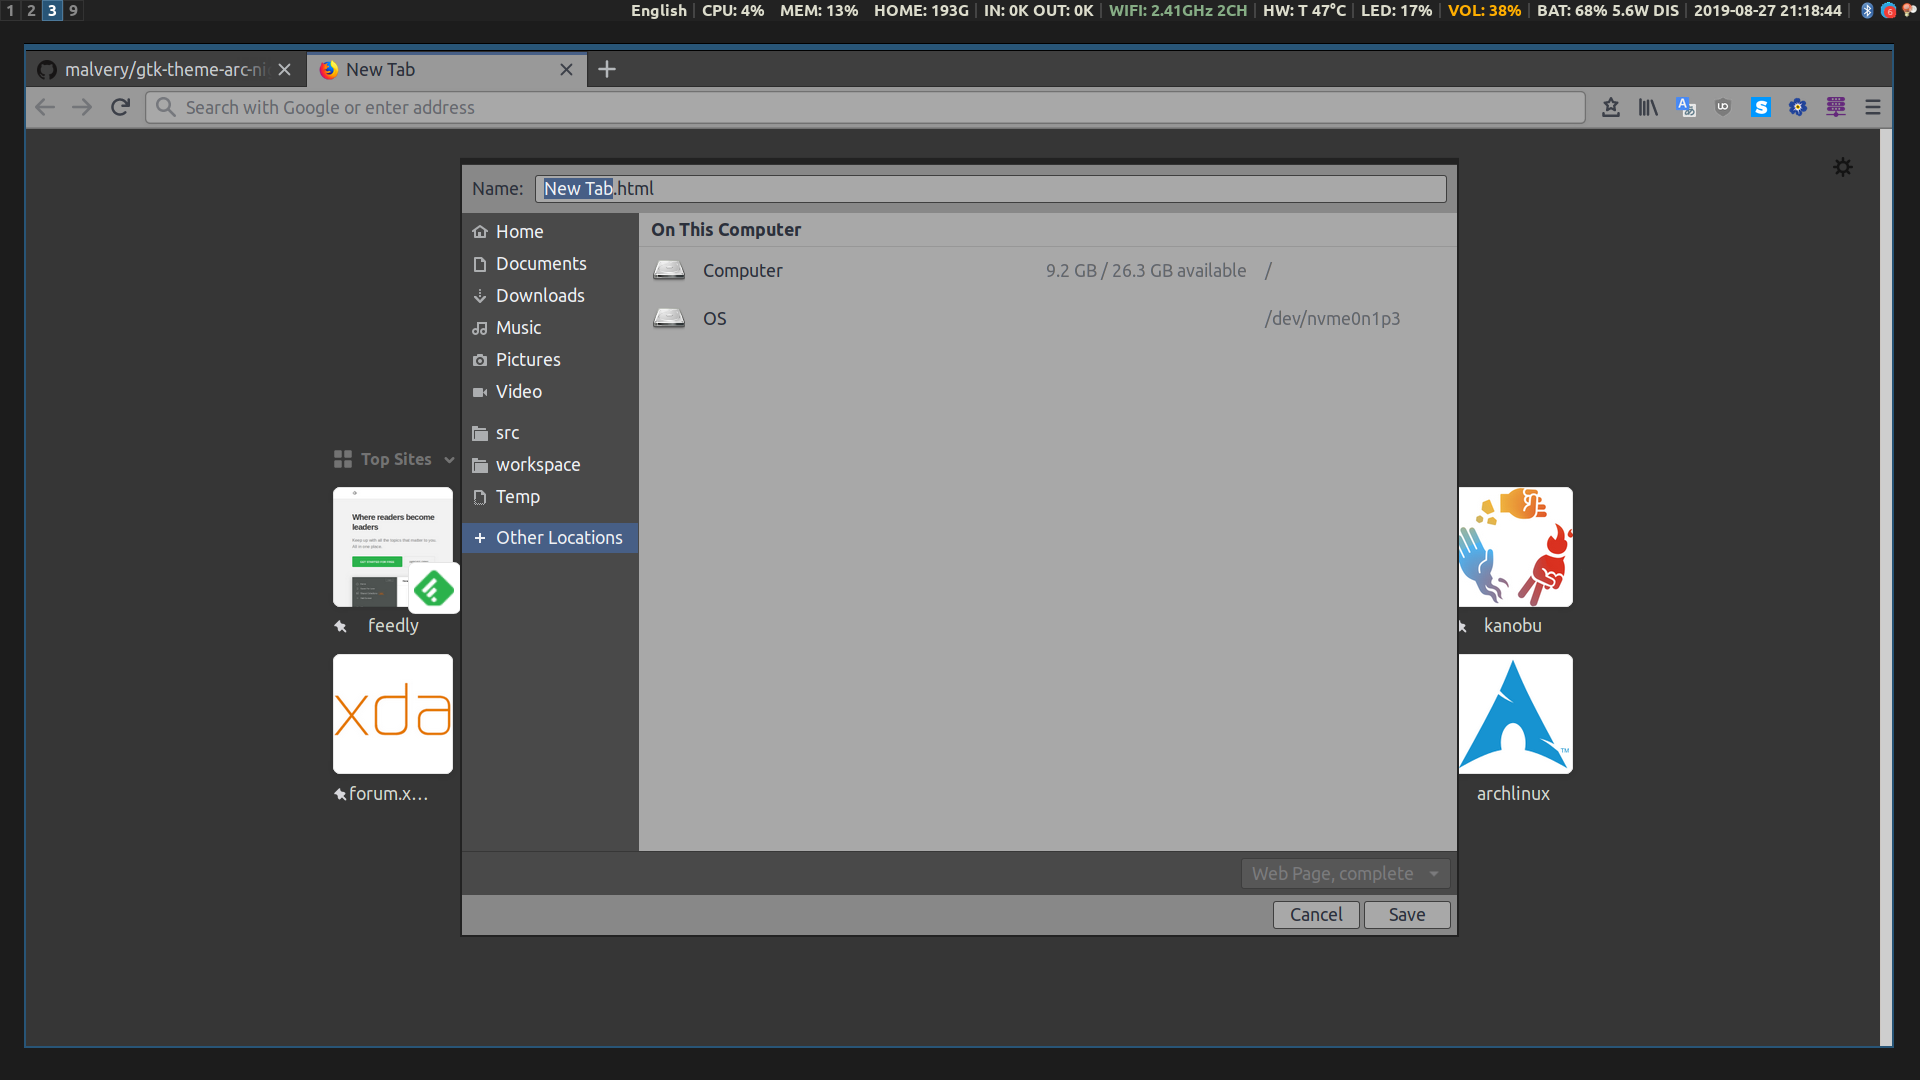 1 2 3 9 English CPU: 4% MEM: 13% HOME: 193G IN: 0K OUT: 0K WIFI: 2.41GHz 2CH HW: T 47°C LED: 17% VOL: 38% BAT: 68% 5.6W DIS 2019-08-27 21:18:44
malvery/gtk-theme-arc-ni New Tab
Search with Google or enter address
Name: New Tab.html
Home
Documents
Downloads
Music
Pictures
Video
src
workspace
Temp
Other Locations
On This Computer
Computer 9.2 GB / 26.3 GB available /
OS /dev/nvme0n1p3
Top Sites
Where readers become
leaders
feedly
kanobu
xda
forum.x...
archlinux
TM
Web Page, complete
Cancel Save